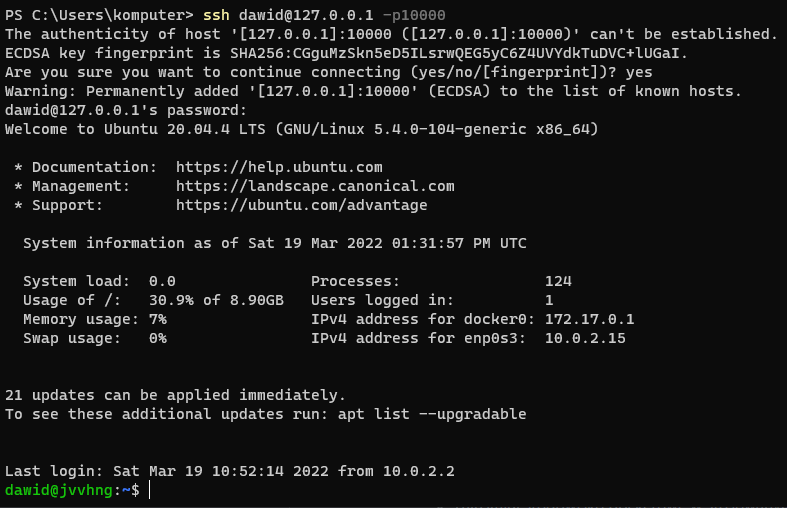 PS C:\Users\komputer> ssh dawid@127.0.0.1 -p10000
The authenticity of host '[127.0.0.1]:10000 ([127.0.0.1]:10000)' can't be established.
ECDSA key fingerprint is SHA256:CGguMzSkn5eD5ILsrwQEG5yC6Z4UVYdkTuDVC+lUGaI.
Are you sure you want to continue connecting (yes/no/[fingerprint])? yes
Warning: Permanently added '[127.0.0.1]:10000' (ECDSA) to the list of known hosts.
dawid@127.0.0.1's password:
Welcome to Ubuntu 20.04.4 LTS (GNU/Linux 5.4.0-104-generic x86_64)
* Documentation:  https://help.ubuntu.com
* Management:     https://landscape.canonical.com
* Support:        https://ubuntu.com/advantage
System information as of Sat 19 Mar 2022 01:31:57 PM UTC
System load:  0.0                Processes:                124
Usage of /:   30.9% of 8.90GB   Users logged in:          1
Memory usage: 7%                IPv4 address for docker0: 172.17.0.1
Swap usage:   0%                IPv4 address for enp0s3:  10.0.2.15
21 updates can be applied immediately.
To see these additional updates run: apt list --upgradable
Last login: Sat Mar 19 10:52:14 2022 from 10.0.2.2
dawid@jvvhng:~$